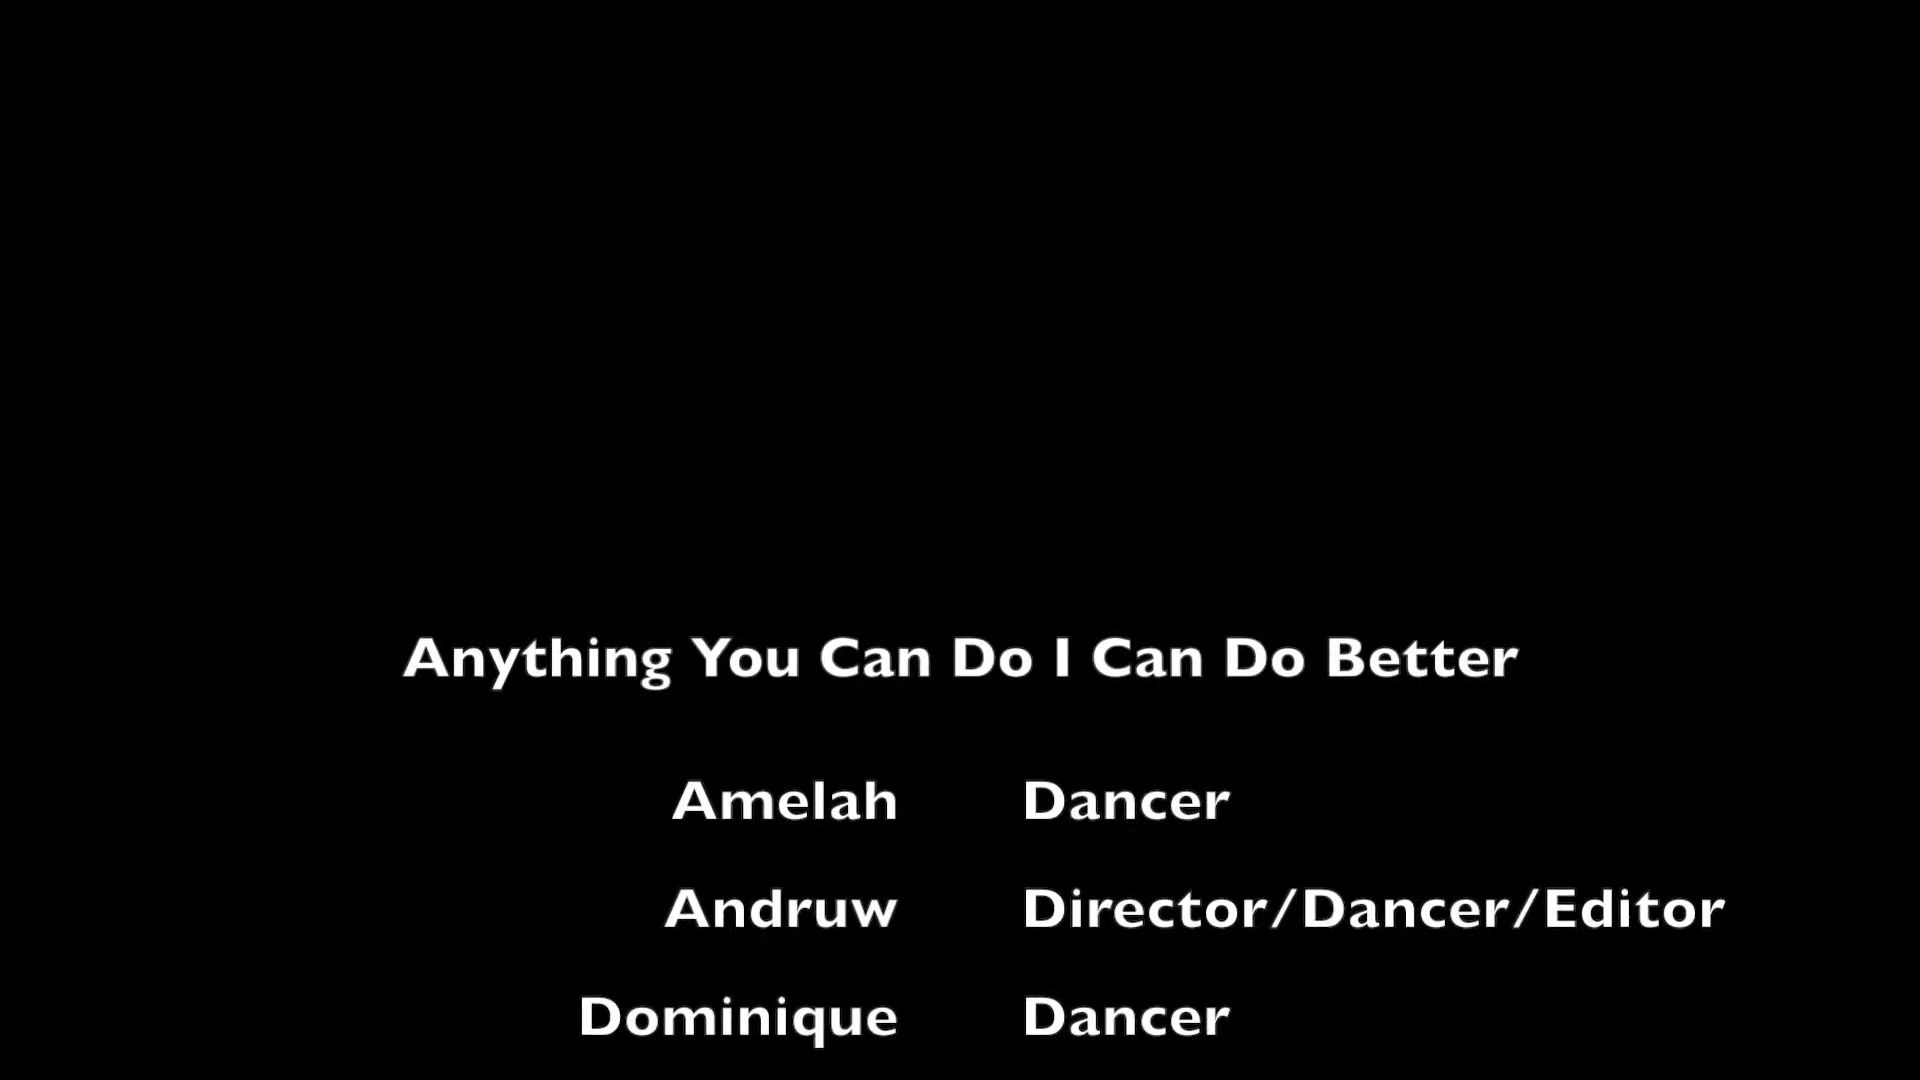 Anything You Can Do I Can Do Better
Amelah Dancer
Andruw Director/Dancer/Editor
Dominique Dancer